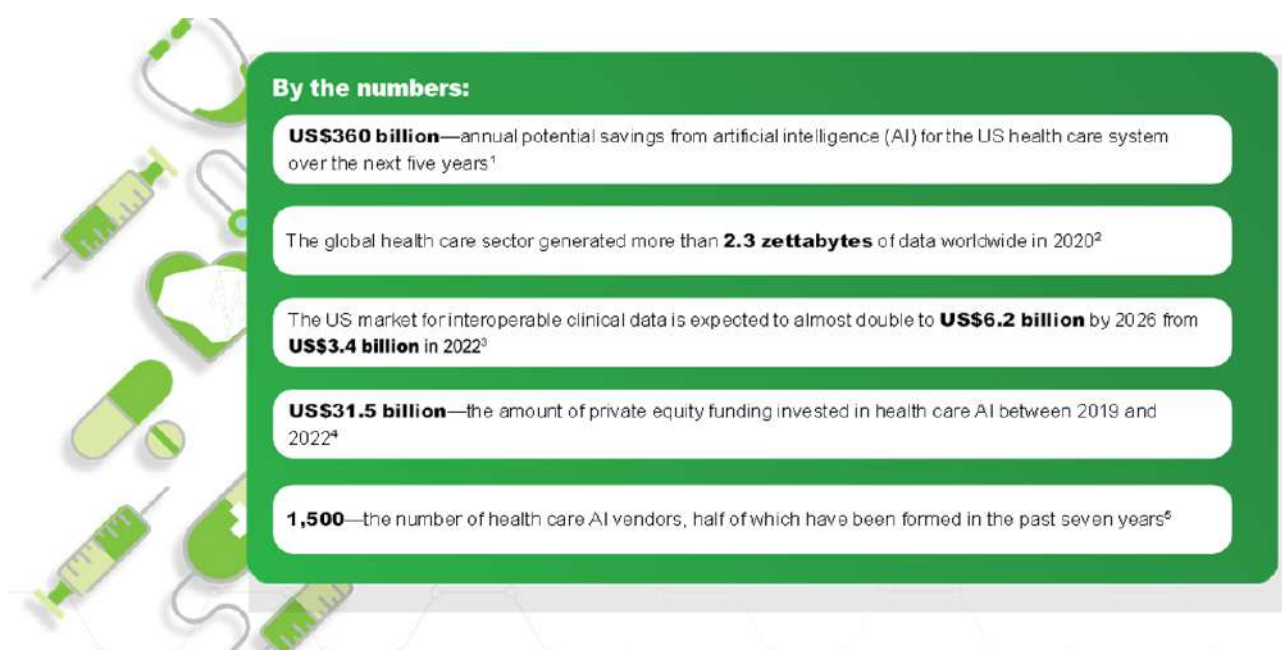 By the numbers:
US$360 billion—annual potential savings from artificial intelligence (AI) for the US health care system
over the next five years¹
The global health care sector generated more than 2.3 zettabytes of data worldwide in 2020²
The US market for interoperable clinical data is expected to almost double to US$6.2 billion by 2026 from
US$3.4 billion in 2022³
US$31.5 billion—the amount of private equity funding invested in health care AI between 2019 and
2022⁴
1,500—the number of health care AI vendors, half of which have been formed in the past seven years⁵